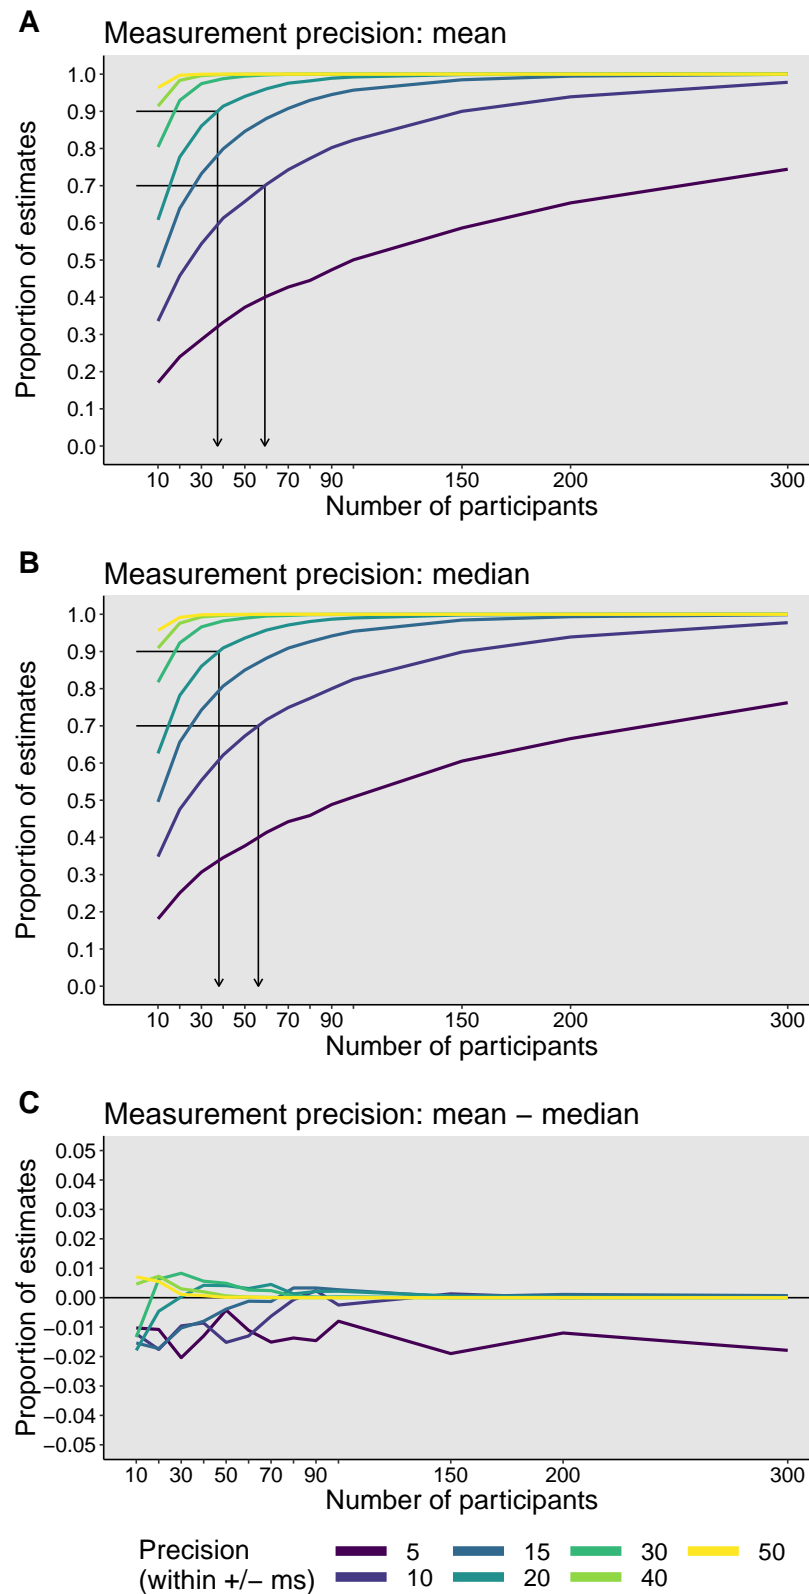 A
Measurement precision: mean
Proportion of estimates
1.0
0.9
0.8
0.7
0.6
0.5
0.4
0.3
0.2
0.1
0.0
10 30 50 70 90 150 200 300
Number of participants
B
Measurement precision: median
Proportion of estimates
1.0
0.9
0.8
0.7
0.6
0.5
0.4
0.3
0.2
0.1
0.0
10 30 50 70 90 150 200 300
Number of participants
C
Measurement precision: mean − median
Proportion of estimates
0.05
0.04
0.03
0.02
0.01
0.00
−0.01
−0.02
−0.03
−0.04
−0.05
10 30 50 70 90 150 200 300
Number of participants
Precision
(within +/− ms)
5 15 30 50
10 20 40